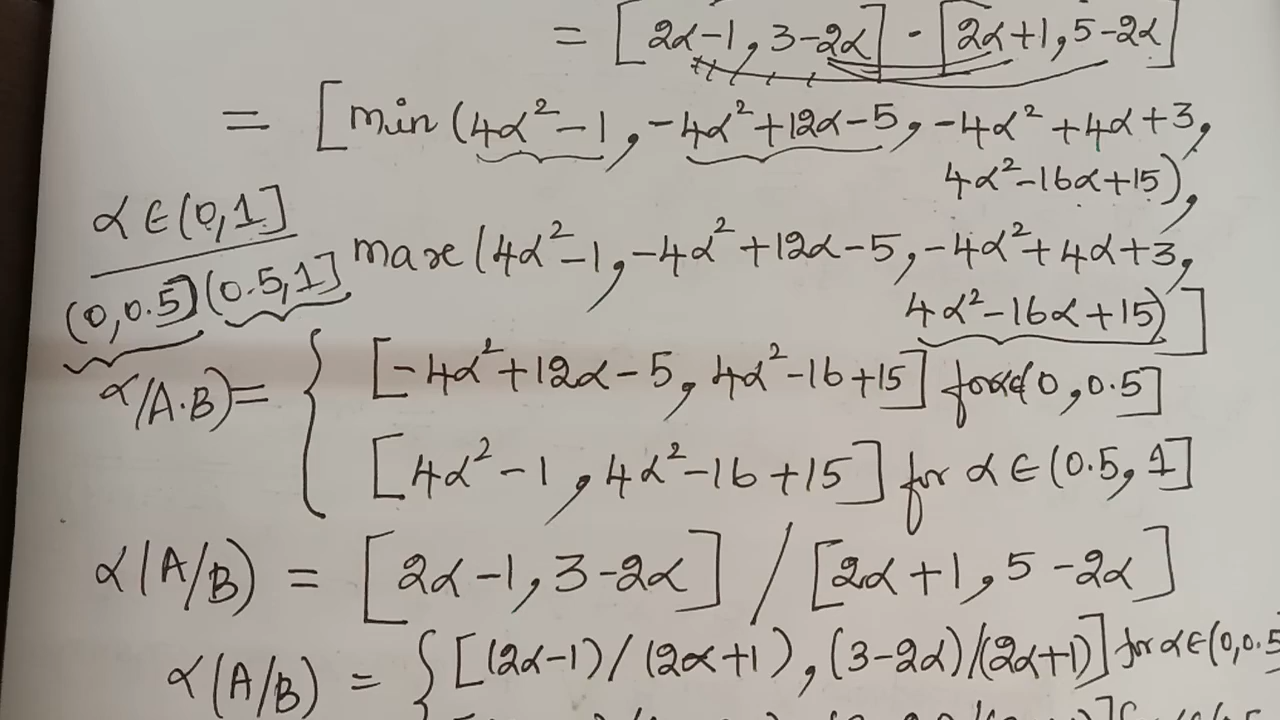 = [2α-1, 3-2α] · [2α+1, 5-2α]
= [min (4α²-1, -4α²+12α-5, -4α²+4α+3,
4α²-16α+15),
α ∈ (0,1]
max (4α²-1, -4α²+12α-5, -4α²+4α+3,
(0,0.5] (0.5,1]
4α²-16α+15)]
α(A·B) = { [-4α²+12α-5, 4α²-16+15] for α∈(0,0.5]
[4α²-1, 4α²-16+15] for α ∈ (0.5, 1]
α(A/B) = [2α-1, 3-2α] / [2α+1, 5-2α]
α(A/B) = { [(2α-1)/(2α+1), (3-2α)/(2α+1)] for α∈(0,0.5